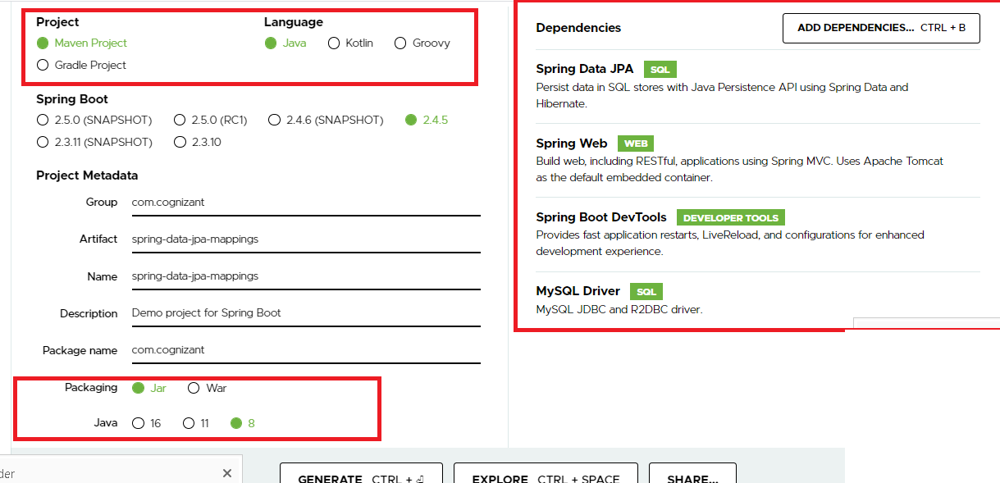 Project
Language
Maven Project
Java Kotlin Groovy
Gradle Project
Spring Boot
2.5.0 (SNAPSHOT) 2.5.0 (RC1) 2.4.6 (SNAPSHOT) 2.4.5
2.3.11 (SNAPSHOT) 2.3.10
Project Metadata
Group com.cognizant
Artifact spring-data-jpa-mappings
Name spring-data-jpa-mappings
Description Demo project for Spring Boot
Package name com.cognizant
Packaging Jar War
Java 16 11 8
Dependencies ADD DEPENDENCIES... CTRL + B
Spring Data JPA SQL
Persist data in SQL stores with Java Persistence API using Spring Data and
Hibernate.
Spring Web WEB
Build web, including RESTful, applications using Spring MVC. Uses Apache Tomcat
as the default embedded container.
Spring Boot DevTools DEVELOPER TOOLS
Provides fast application restarts, LiveReload, and configurations for enhanced
development experience.
MySQL Driver SQL
MySQL JDBC and R2DBC driver.
der
GENERATE CTRL + ⏎ EXPLORE CTRL + SPACE SHARE...